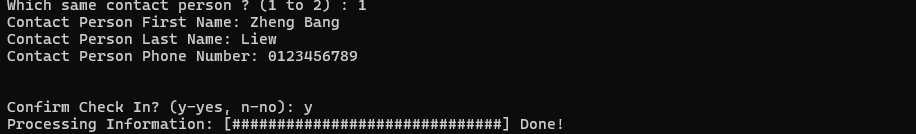 Which same contact person ? (1 to 2) : 1
Contact Person First Name: Zheng Bang
Contact Person Last Name: Liew
Contact Person Phone Number: 0123456789
Confirm Check In? (y-yes, n-no): y
Processing Information: [##############################] Done!